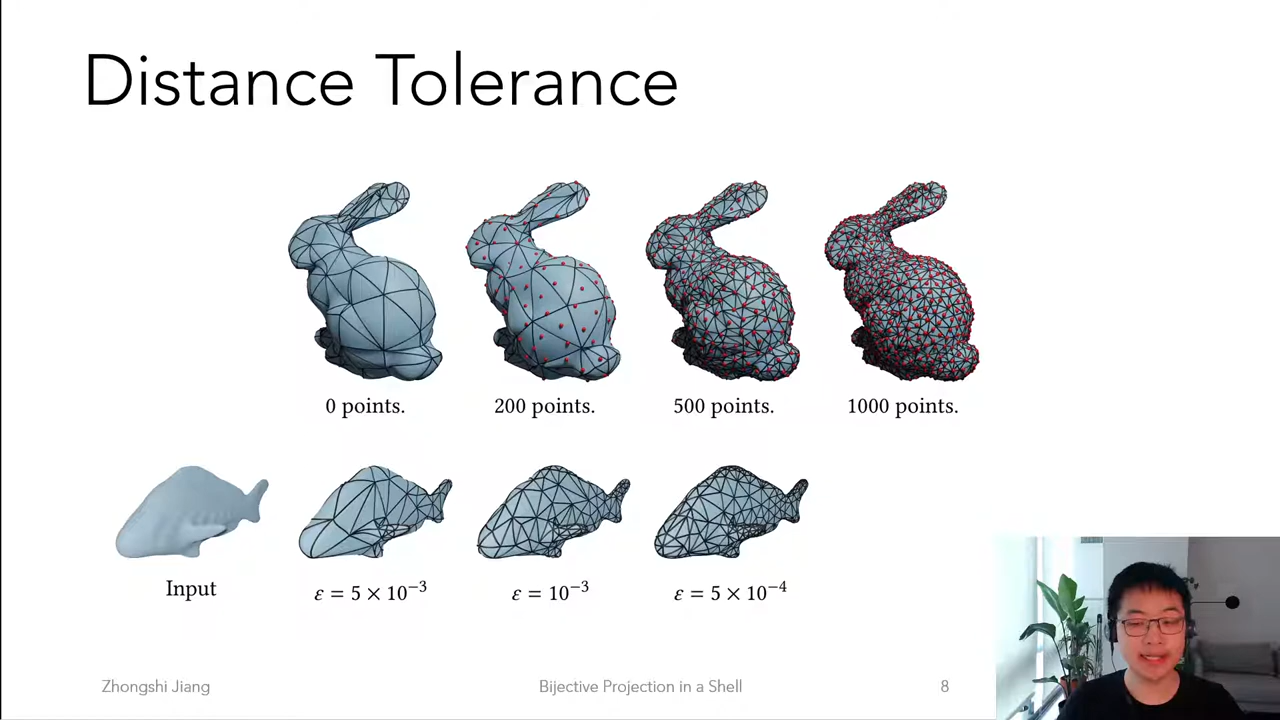 Distance Tolerance
0 points.
200 points.
500 points.
1000 points.
Input
ε = 5 × 10⁻³
ε = 10⁻³
ε = 5 × 10⁻⁴
Zhongshi Jiang
Bijective Projection in a Shell
8